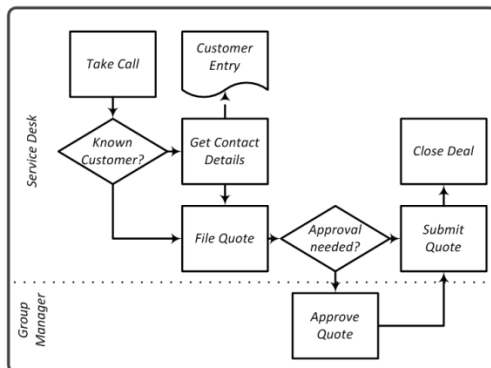 Service Desk
Take Call
Customer
Entry
Known
Customer?
Get Contact
Details
Close Deal
File Quote
Approval
needed?
Submit
Quote
Group
Manager
Approve
Quote